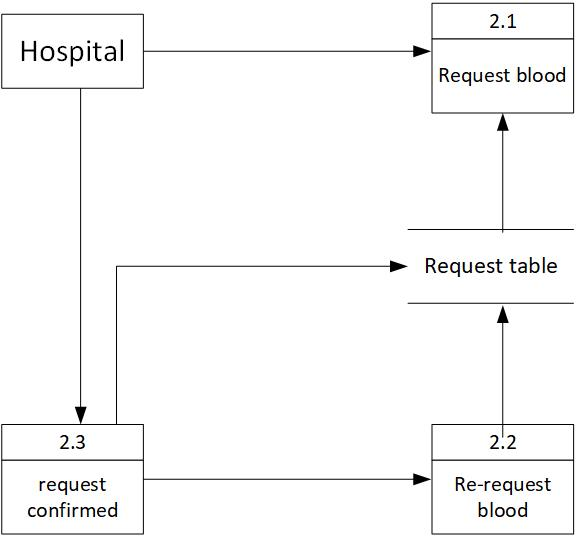 Hospital
2.1
Request blood
Request table
2.3
request
confirmed
2.2
Re-request
blood